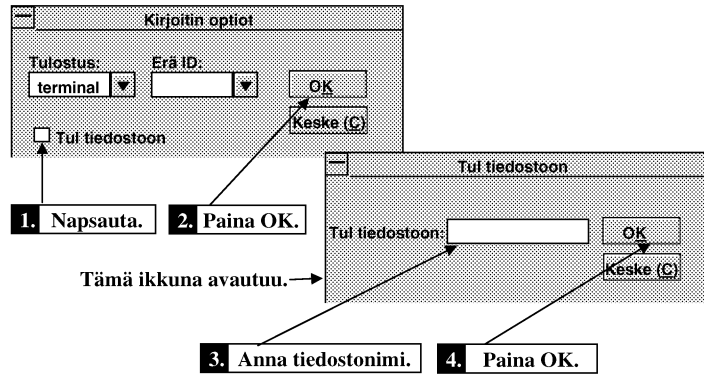 Kirjoitin optiot
Tulostus: Erä ID:
terminal
OK
Keske (C)
Tul tiedostoon
1. Napsauta.
2. Paina OK.
Tul tiedostoon
Tul tiedostoon:
OK
Keske (C)
Tämä ikkuna avautuu.
3. Anna tiedostonimi.
4. Paina OK.